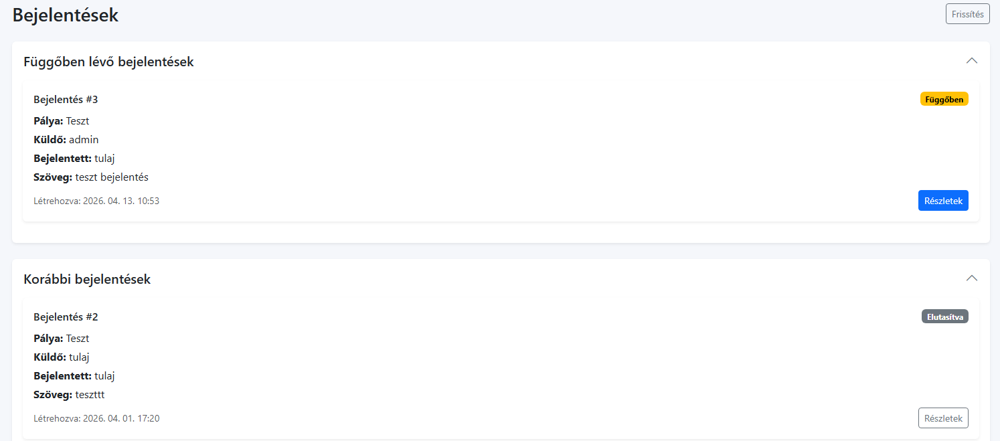 Bejelentések
Frissítés
Függőben lévő bejelentések
Bejelentés #3
Függőben
Pálya: Teszt
Küldő: admin
Bejelentett: tulaj
Szöveg: teszt bejelentés
Létrehozva: 2026. 04. 13. 10:53
Részletek
Korábbi bejelentések
Bejelentés #2
Elutasítva
Pálya: Teszt
Küldő: tulaj
Bejelentett: tulaj
Szöveg: teszttt
Létrehozva: 2026. 04. 01. 17:20
Részletek